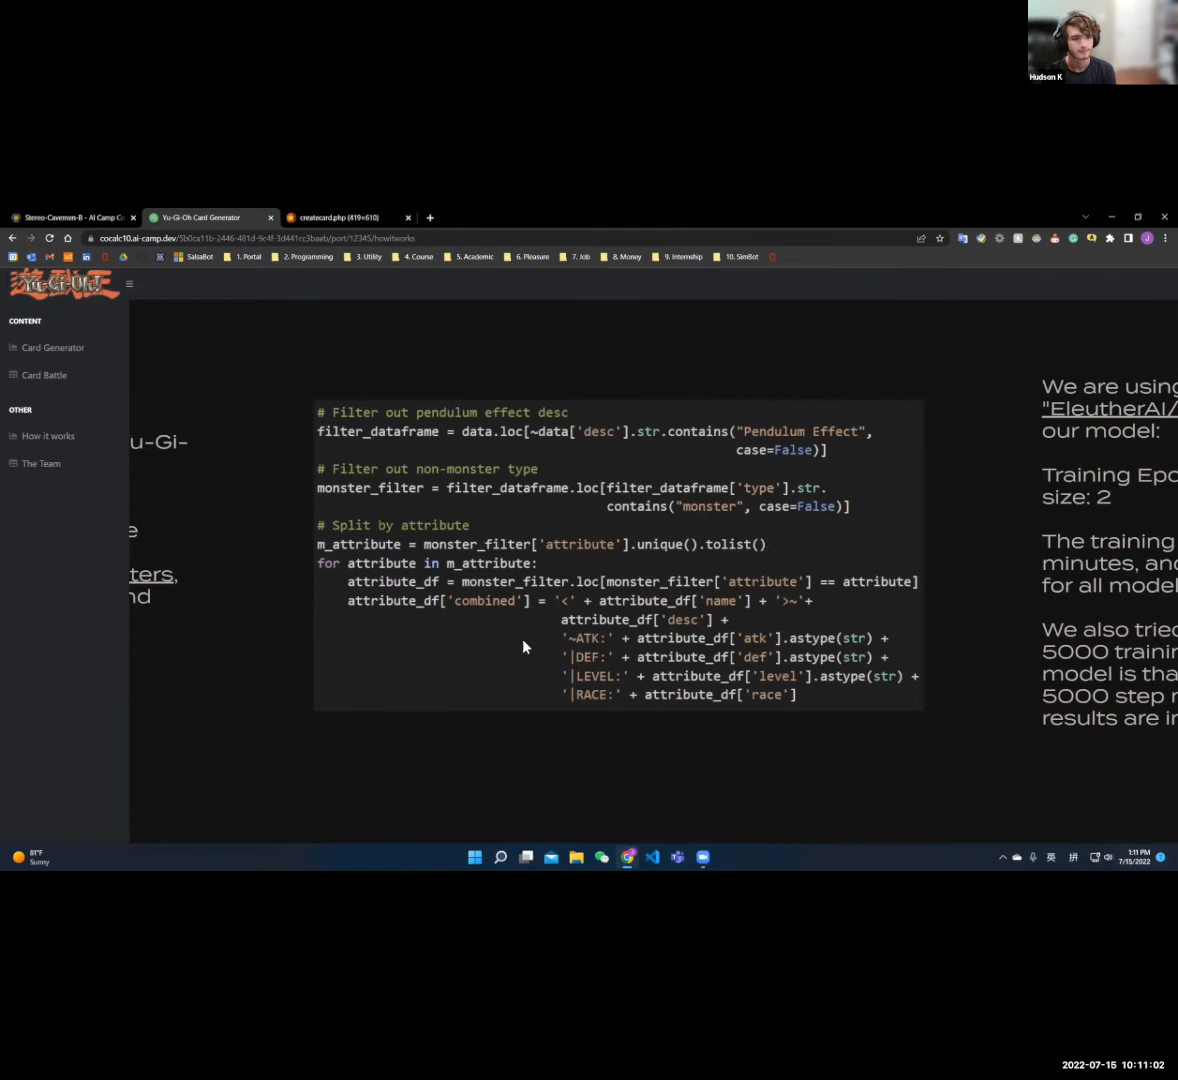 Hudson K
Stereo-Cavemen-B - AI Camp Co
Yu-Gi-Oh Card Generator
createcard.php (419×610)
cocalc10.ai-camp.dev/5b0ca11b-2446-481d-9c4f-3d441cc3baeb/port/12345/howitworks
SalsaBot 1. Portal 2. Programming 3. Utility 4. Course 5. Academic 6. Pleasure 7. Job 8. Money 9. Internship 10. SimBot
Yu-Gi-Oh!
CONTENT
Card Generator
Card Battle
OTHER
How it works
The Team
u-Gi-
e
ters,
nd
# Filter out pendulum effect desc
filter_dataframe = data.loc[~data['desc'].str.contains("Pendulum Effect",
case=False)]
# Filter out non-monster type
monster_filter = filter_dataframe.loc[filter_dataframe['type'].str.
contains("monster", case=False)]
# Split by attribute
m_attribute = monster_filter['attribute'].unique().tolist()
for attribute in m_attribute:
attribute_df = monster_filter.loc[monster_filter['attribute'] == attribute]
attribute_df['combined'] = '<' + attribute_df['name'] + '>~'+
attribute_df['desc'] +
'~ATK:' + attribute_df['atk'].astype(str) +
'|DEF:' + attribute_df['def'].astype(str) +
'|LEVEL:' + attribute_df['level'].astype(str) +
'|RACE:' + attribute_df['race']
We are using
"EleutherAI/
our model:
Training Epo
size: 2
The training
minutes, and
for all model
We also tried
5000 trainin
model is tha
5000 step r
results are in
81°F
Sunny
英 拼
1:11 PM
7/15/2022
2022-07-15 10:11:02